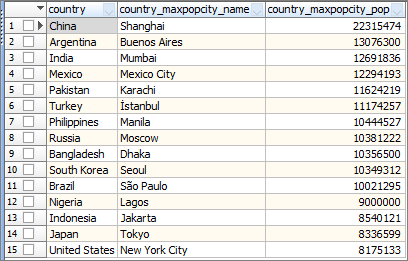 country country_maxpopcity_name country_maxpopcity_pop
1 China Shanghai 22315474
2 Argentina Buenos Aires 13076300
3 India Mumbai 12691836
4 Mexico Mexico City 12294193
5 Pakistan Karachi 11624219
6 Turkey İstanbul 11174257
7 Philippines Manila 10444527
8 Russia Moscow 10381222
9 Bangladesh Dhaka 10356500
10 South Korea Seoul 10349312
11 Brazil São Paulo 10021295
12 Nigeria Lagos 9000000
13 Indonesia Jakarta 8540121
14 Japan Tokyo 8336599
15 United States New York City 8175133